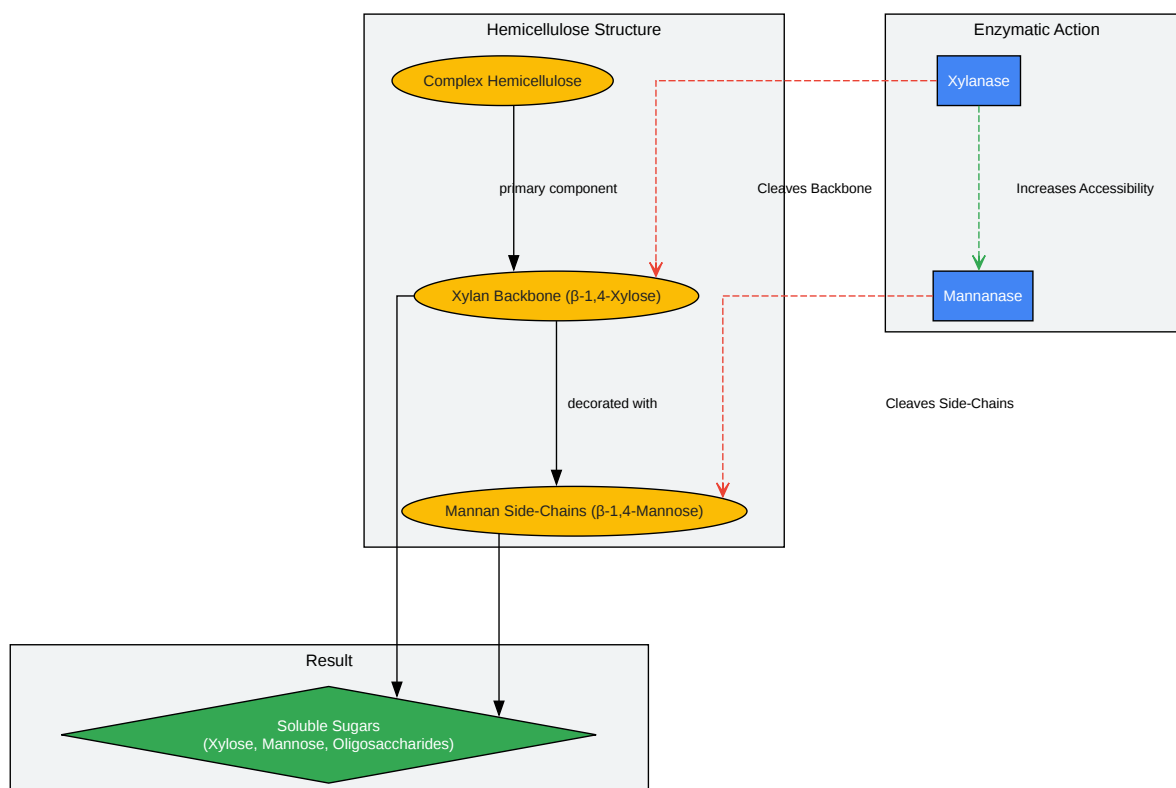 Hemicellulose Structure
Enzymatic Action
Complex Hemicellulose
Xylanase
primary component
Cleaves Backbone
Increases Accessibility
Xylan Backbone (β-1,4-Xylose)
Mannanase
decorated with
Cleaves Side-Chains
Mannan Side-Chains (β-1,4-Mannose)
Result
Soluble Sugars
(Xylose, Mannose, Oligosaccharides)